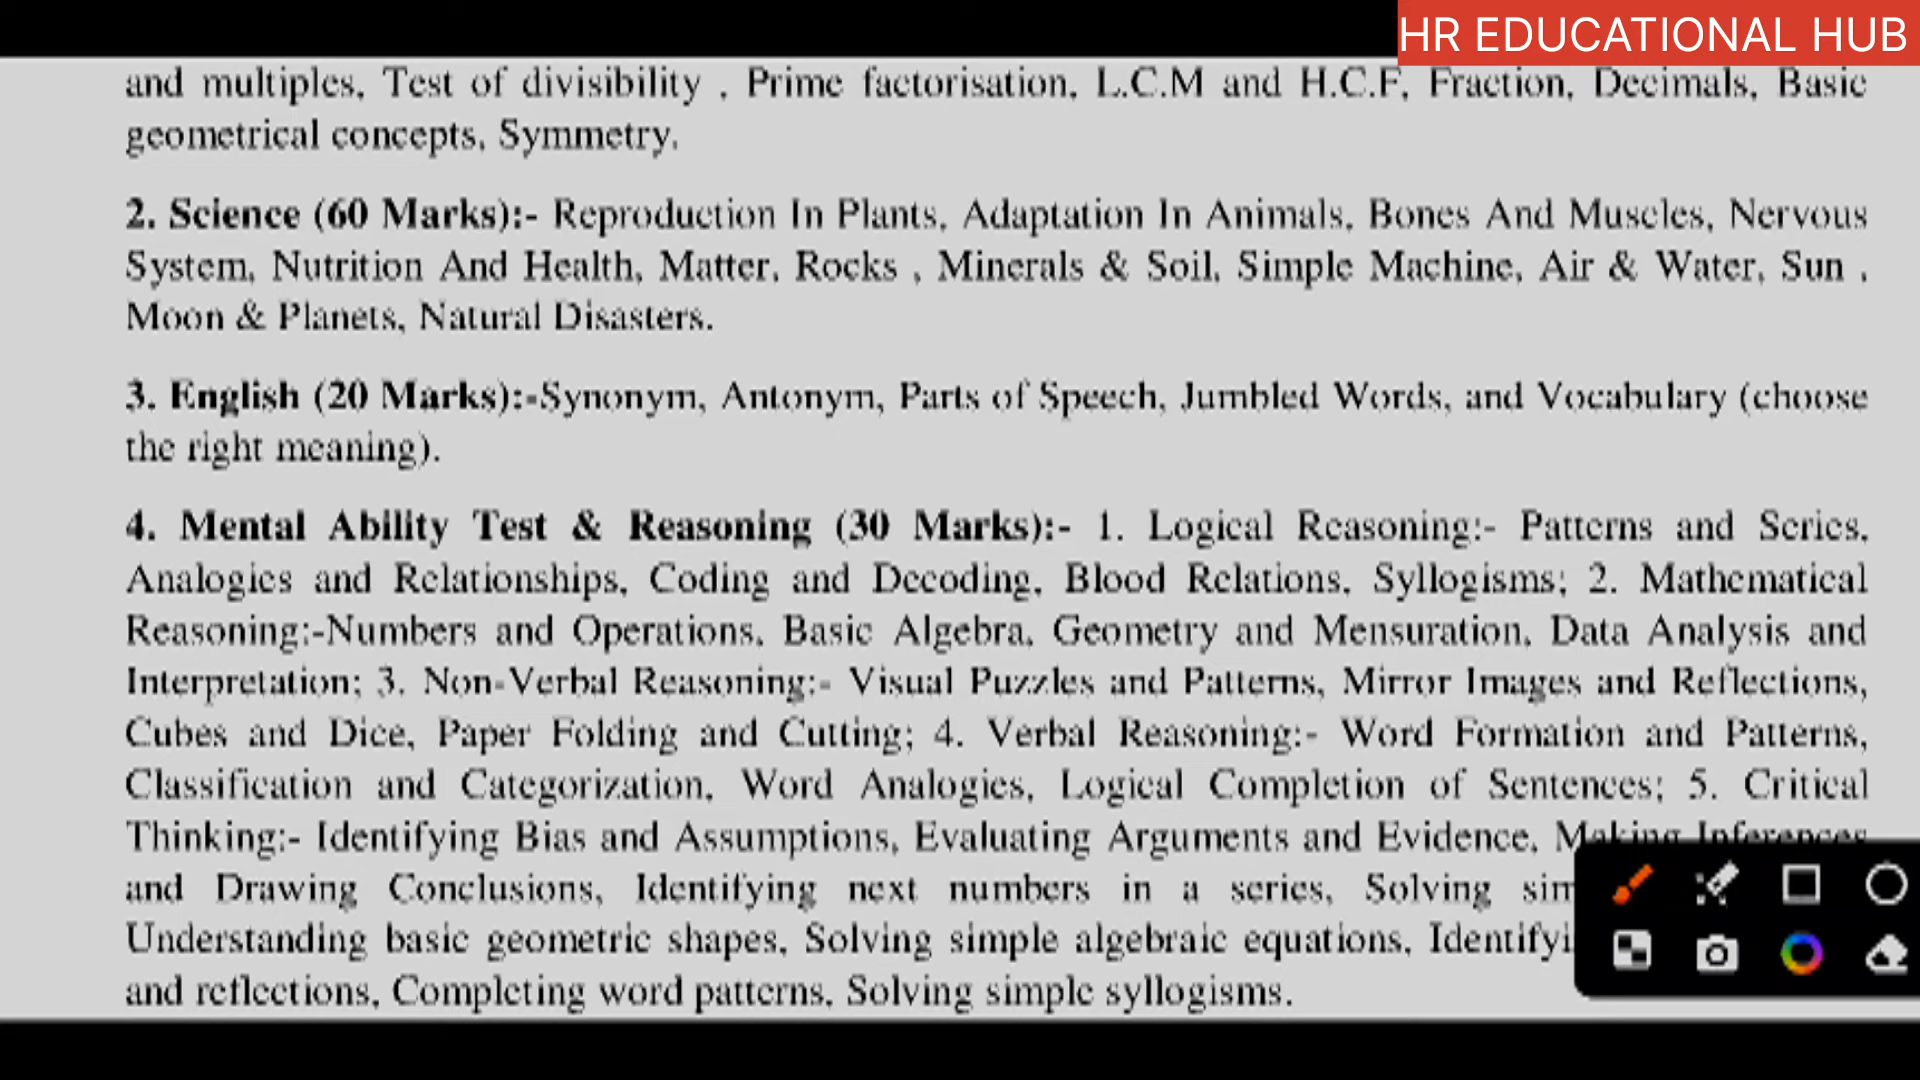 HR EDUCATIONAL HUB
and multiples, Test of divisibility , Prime factorisation, L.C.M and H.C.F, Fraction, Decimals, Basic
geometrical concepts, Symmetry.
2. Science (60 Marks):- Reproduction In Plants, Adaptation In Animals, Bones And Muscles, Nervous
System, Nutrition And Health, Matter, Rocks , Minerals & Soil, Simple Machine, Air & Water, Sun ,
Moon & Planets, Natural Disasters.
3. English (20 Marks):-Synonym, Antonym, Parts of Speech, Jumbled Words, and Vocabulary (choose
the right meaning).
4. Mental Ability Test & Reasoning (30 Marks):- 1. Logical Reasoning:- Patterns and Series,
Analogies and Relationships, Coding and Decoding, Blood Relations, Syllogisms; 2. Mathematical
Reasoning:-Numbers and Operations, Basic Algebra, Geometry and Mensuration, Data Analysis and
Interpretation; 3. Non-Verbal Reasoning:- Visual Puzzles and Patterns, Mirror Images and Reflections,
Cubes and Dice, Paper Folding and Cutting; 4. Verbal Reasoning:- Word Formation and Patterns,
Classification and Categorization, Word Analogies, Logical Completion of Sentences; 5. Critical
Thinking:- Identifying Bias and Assumptions, Evaluating Arguments and Evidence, Making Inferences
and Drawing Conclusions, Identifying next numbers in a series, Solving sim
Understanding basic geometric shapes, Solving simple algebraic equations, Identifyi
and reflections, Completing word patterns, Solving simple syllogisms.